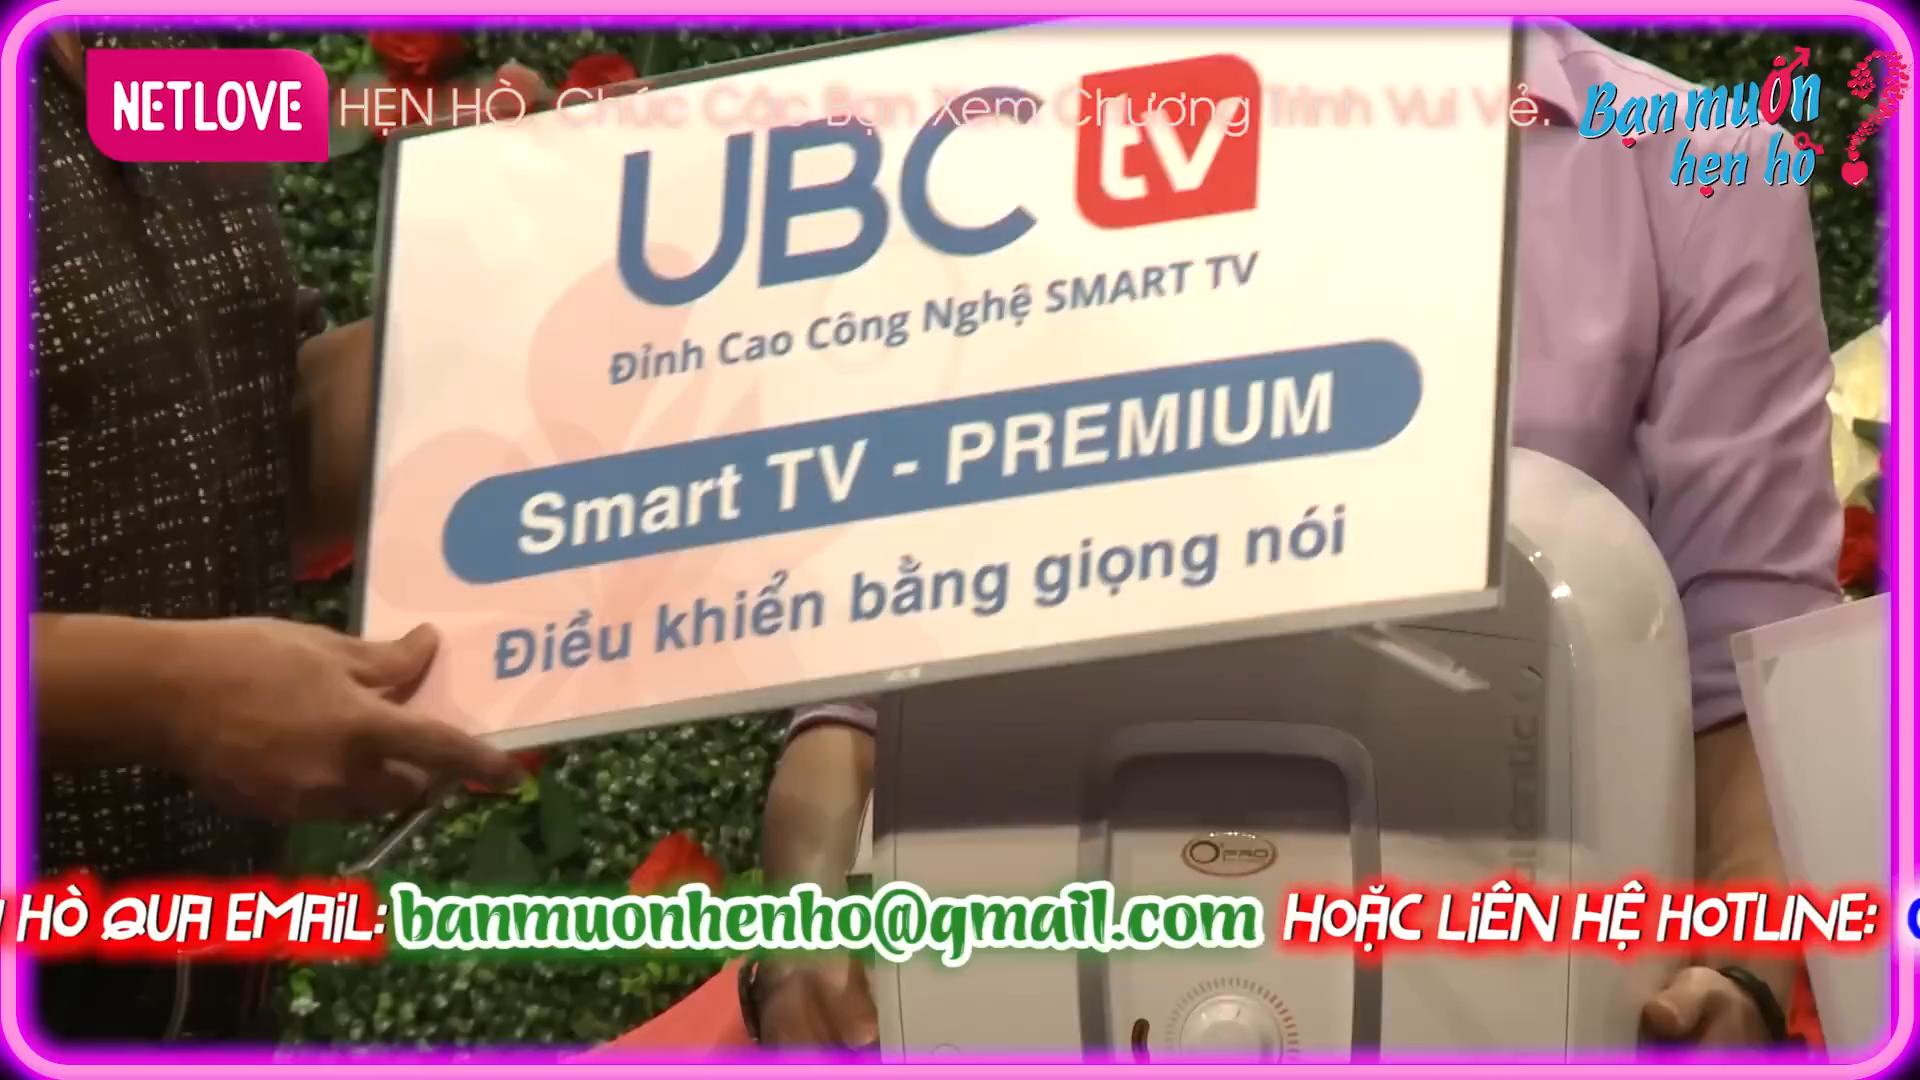 NETLOVE
HẸN HÒ, Chúc Các Bạn Xem Chương Trình Vui Vẻ.
Bạn muốn
hẹn hò
UBC tv
Đỉnh Cao Công Nghệ SMART TV
Smart TV - PREMIUM
Điều khiển bằng giọng nói
atlantic
O'PRO
HÒ QUA EMAIL: banmuonhenho@gmail.com HOẶC LIÊN HỆ HOTLINE: